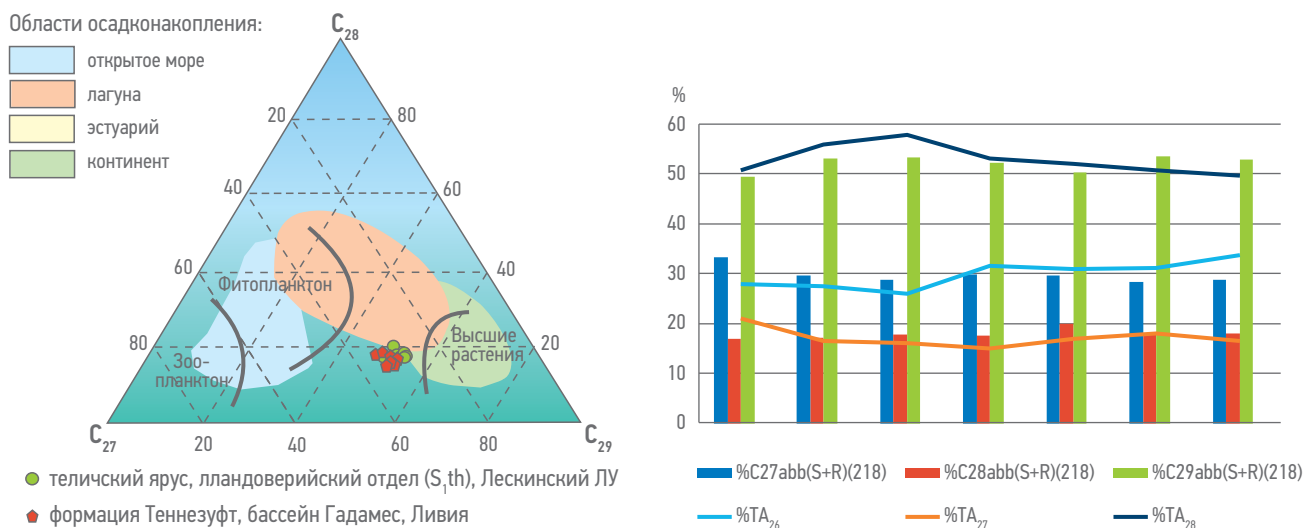 Области осадконакопления:
открытое море
лагуна
эстуарий
континент
C28
20
80
40
60
60
40
Фитопланктон
80
Зоо-
планктон
Высшие
растения
20
C27
20
40
60
80
C29
теличский ярус, лландоверийский отдел (S1th), Лескинский ЛУ
формация Теннезуфт, бассейн Гадамес, Ливия
%
60
50
40
30
20
10
0
%C27abb(S+R)(218)
%C28abb(S+R)(218)
%C29abb(S+R)(218)
%TA26
%TA27
%TA28